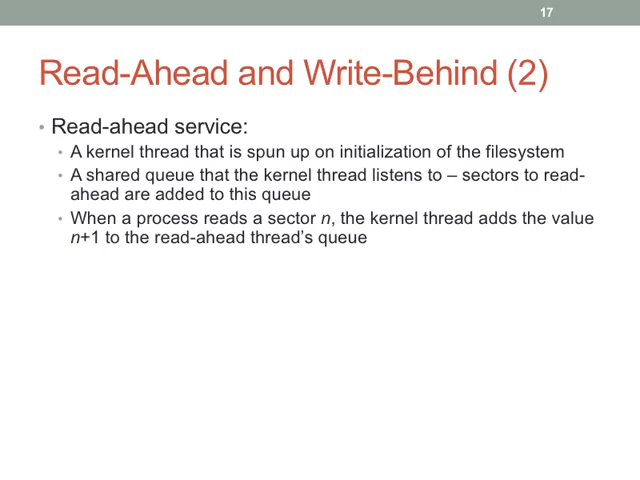 17
Read-Ahead and Write-Behind (2)
• Read-ahead service:
• A kernel thread that is spun up on initialization of the filesystem
• A shared queue that the kernel thread listens to – sectors to read-
ahead are added to this queue
• When a process reads a sector n, the kernel thread adds the value
n+1 to the read-ahead thread's queue